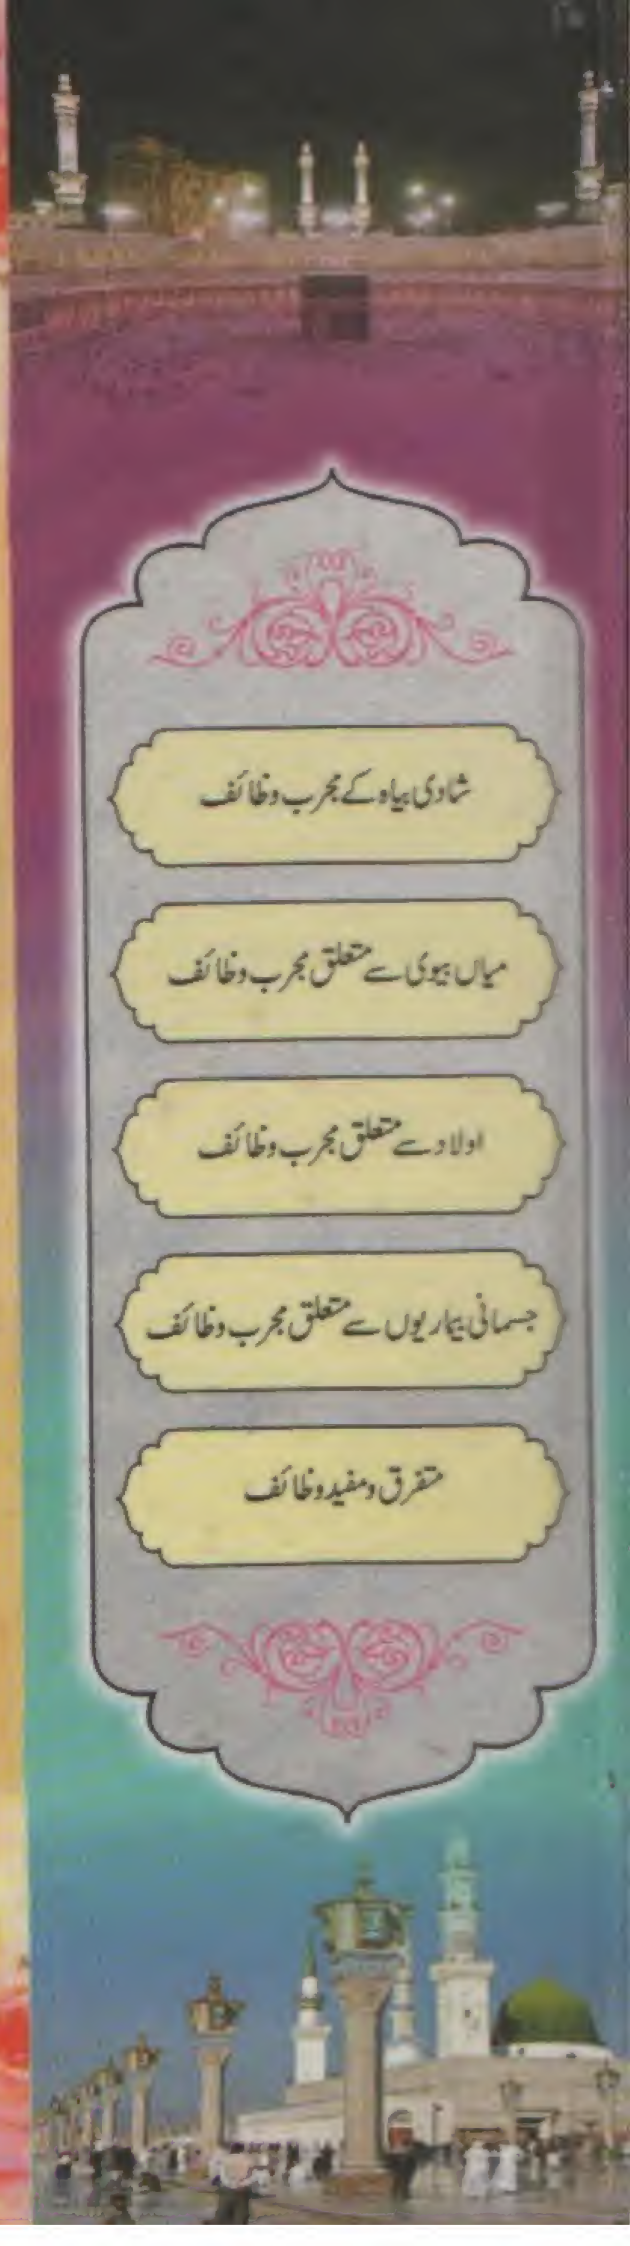 شادی بیاہ کے مجرب وظائف
میاں بیوی سے متعلق مجرب وظائف
اولاد سے متعلق مجرب وظائف
جسمانی بیماریوں سے متعلق مجرب وظائف
متفرق و مفید وظائف